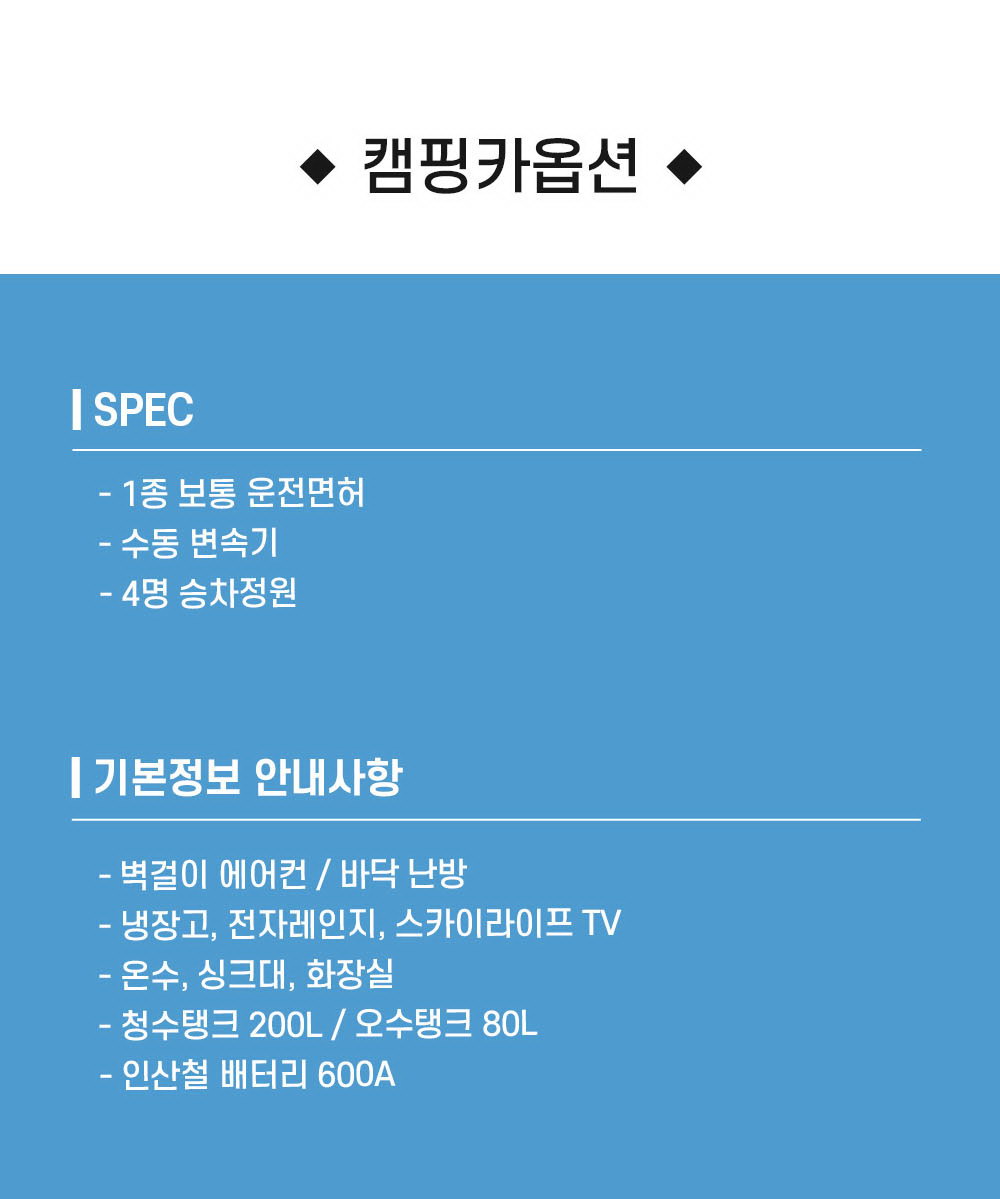 ◆ 캠핑카옵션 ◆
SPEC
- 1종 보통 운전면허
- 수동 변속기
- 4명 승차정원
기본정보 안내사항
- 벽걸이 에어컨 / 바닥 난방
- 냉장고, 전자레인지, 스카이라이프 TV
- 온수, 싱크대, 화장실
- 청수탱크 200L / 오수탱크 80L
- 인산철 배터리 600A